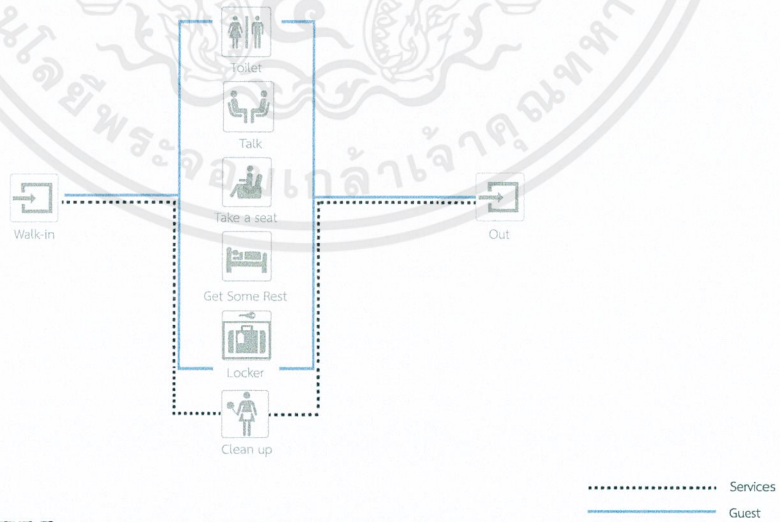 Toilet
Talk
Take a seat
Walk-in
Out
Get Some Rest
Locker
Clean up
Services
Guest